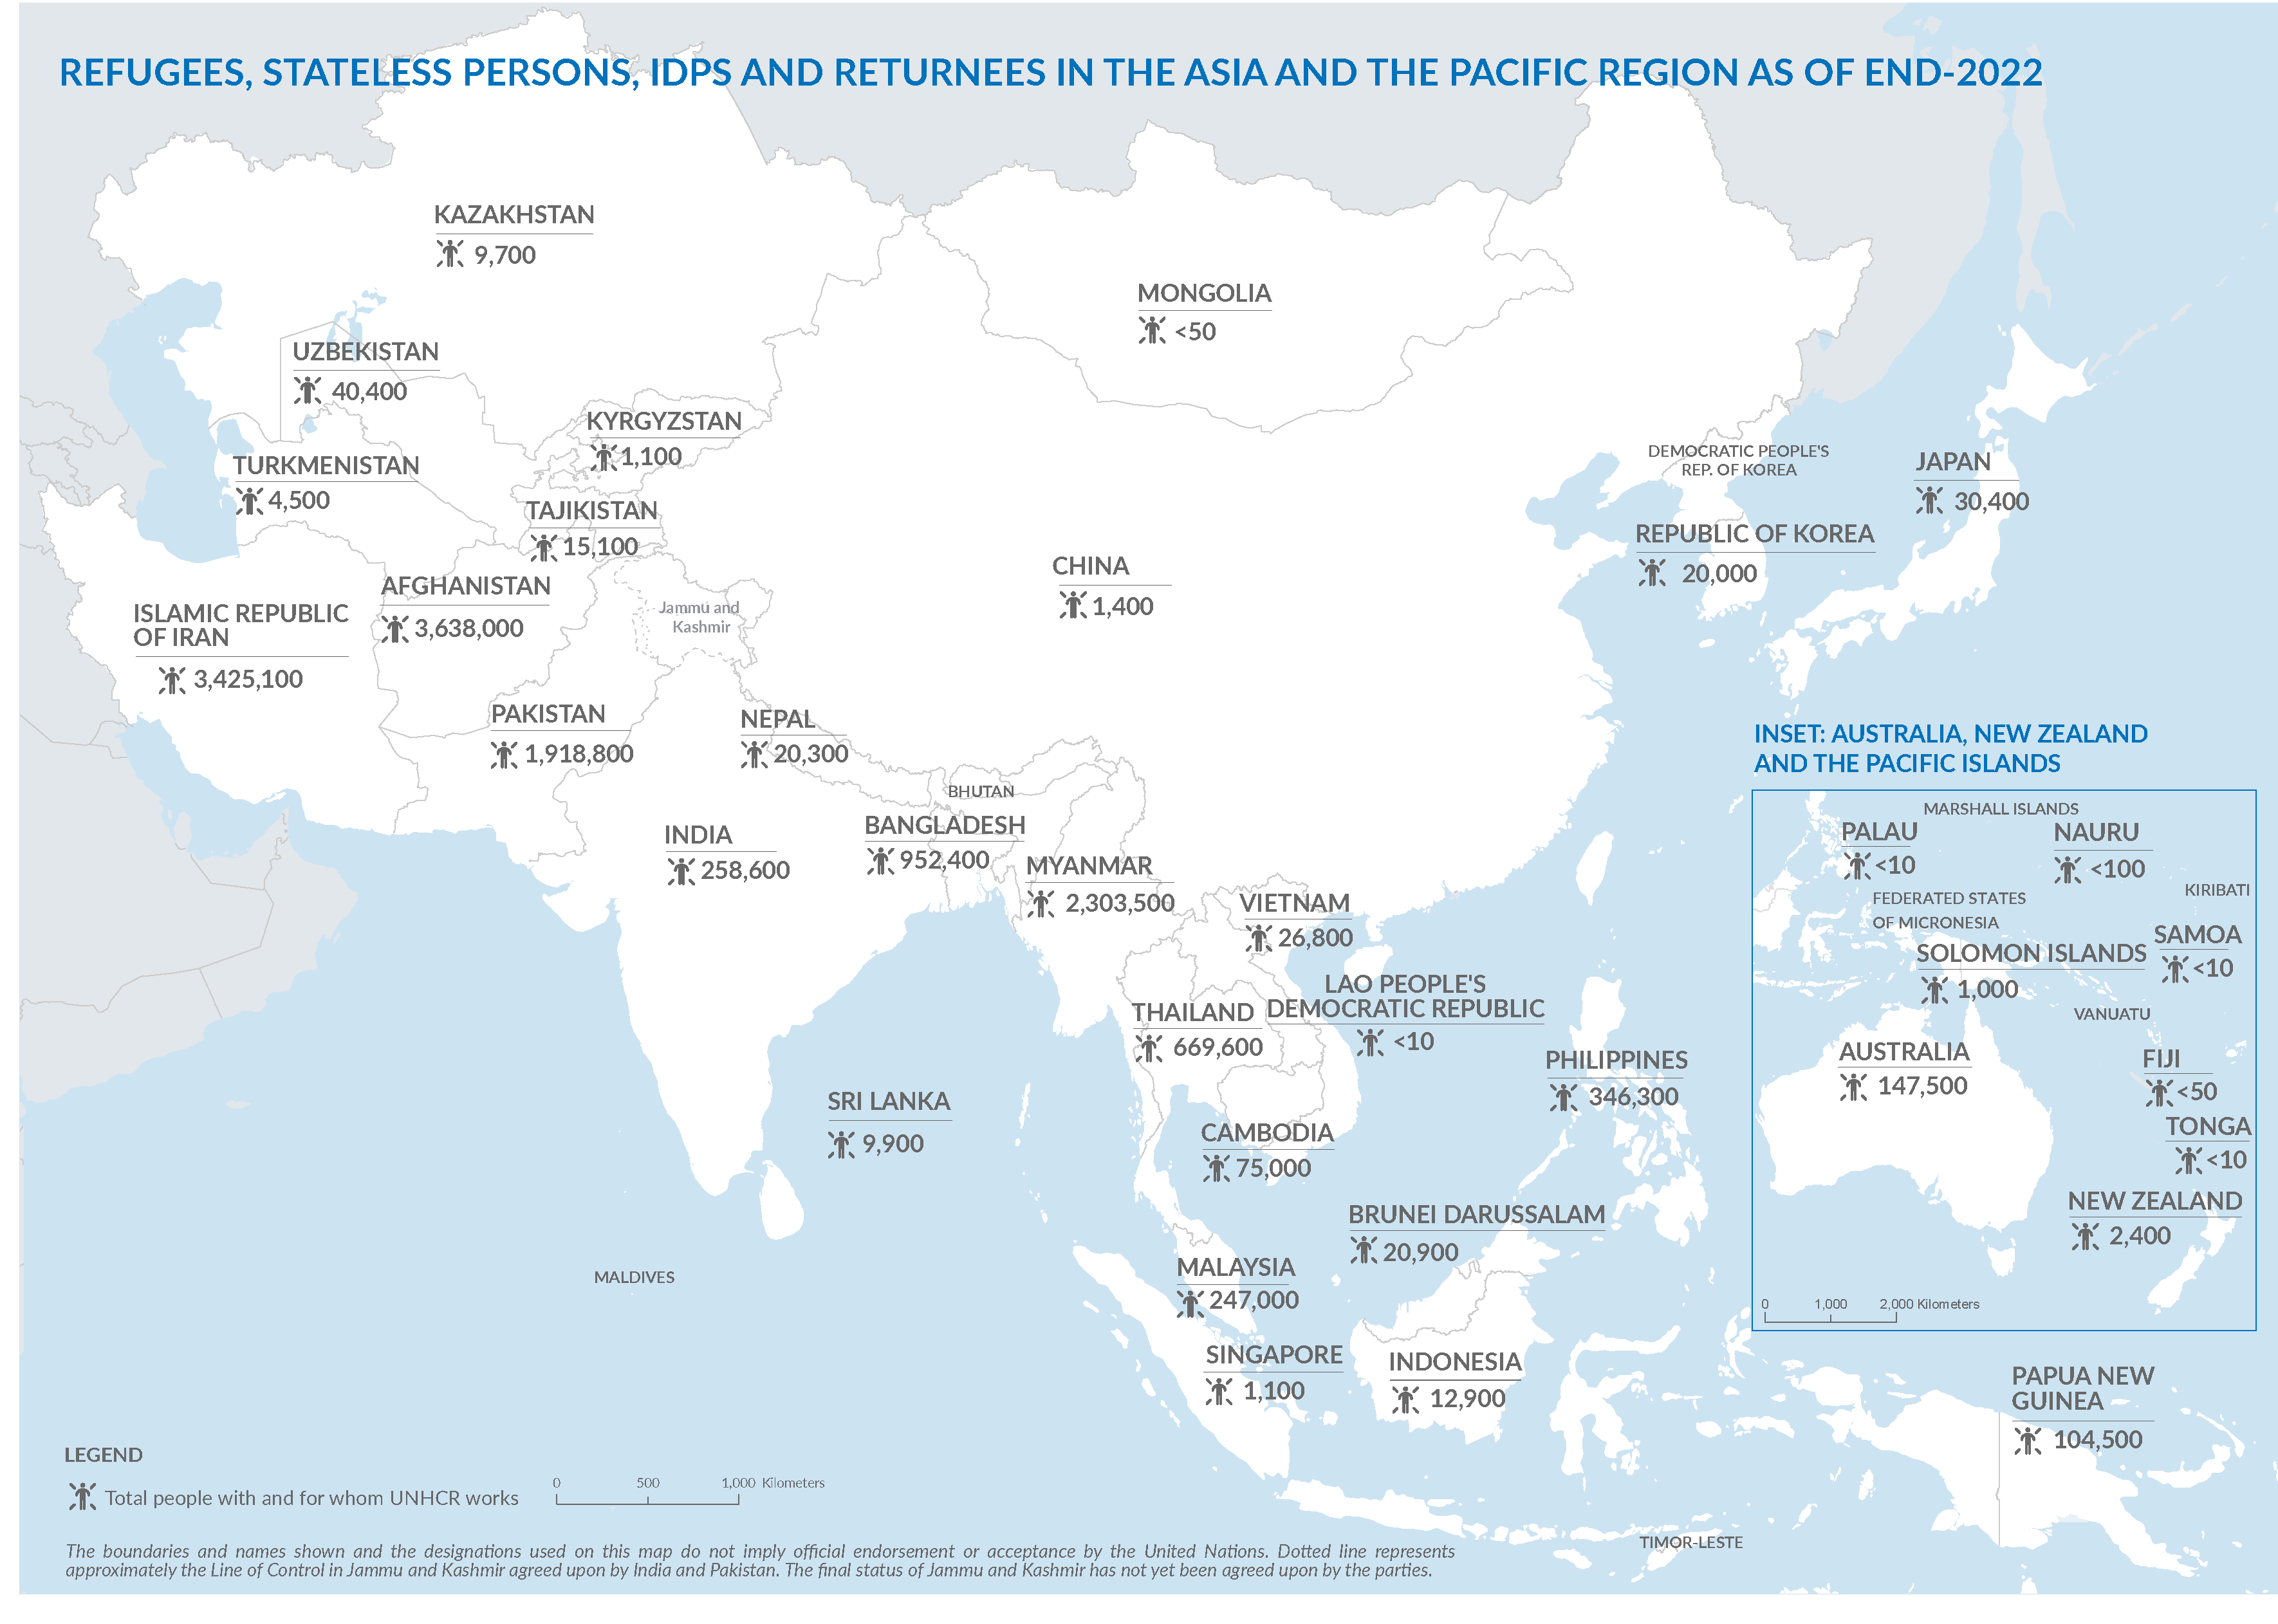 REFUGEES, STATELESS PERSONS, IDPS AND RETURNEES IN THE ASIA AND THE PACIFIC REGION AS OF END-2022
KAZAKHSTAN
9,700
MONGOLIA
<50
UZBEKISTAN
40,400
KYRGYZSTAN
1,100
TURKMENISTAN
4,500
TAJIKISTAN
15,100
DEMOCRATIC PEOPLE'S
REP. OF KOREA
JAPAN
30,400
REPUBLIC OF KOREA
20,000
CHINA
1,400
AFGHANISTAN
3,638,000
ISLAMIC REPUBLIC
OF IRAN
3,425,100
Jammu and
Kashmir
PAKISTAN
1,918,800
NEPAL
20,300
BHUTAN
INDIA
258,600
BANGLADESH
952,400
MYANMAR
2,303,500
VIETNAM
26,800
LAO PEOPLE'S
DEMOCRATIC REPUBLIC
<10
THAILAND
669,600
PHILIPPINES
346,300
SRI LANKA
9,900
CAMBODIA
75,000
BRUNEI DARUSSALAM
20,900
MALDIVES
MALAYSIA
247,000
SINGAPORE
1,100
INDONESIA
12,900
INSET: AUSTRALIA, NEW ZEALAND
AND THE PACIFIC ISLANDS
MARSHALL ISLANDS
PALAU
<10
NAURU
<100
KIRIBATI
FEDERATED STATES
OF MICRONESIA
SAMOA
<10
SOLOMON ISLANDS
1,000
VANUATU
AUSTRALIA
147,500
FIJI
<50
TONGA
<10
NEW ZEALAND
2,400
0 1,000 2,000 Kilometers
PAPUA NEW
GUINEA
104,500
TIMOR-LESTE
LEGEND
Total people with and for whom UNHCR works
0 500 1,000 Kilometers
The boundaries and names shown and the designations used on this map do not imply official endorsement or acceptance by the United Nations. Dotted line represents
approximately the Line of Control in Jammu and Kashmir agreed upon by India and Pakistan. The final status of Jammu and Kashmir has not yet been agreed upon by the parties.